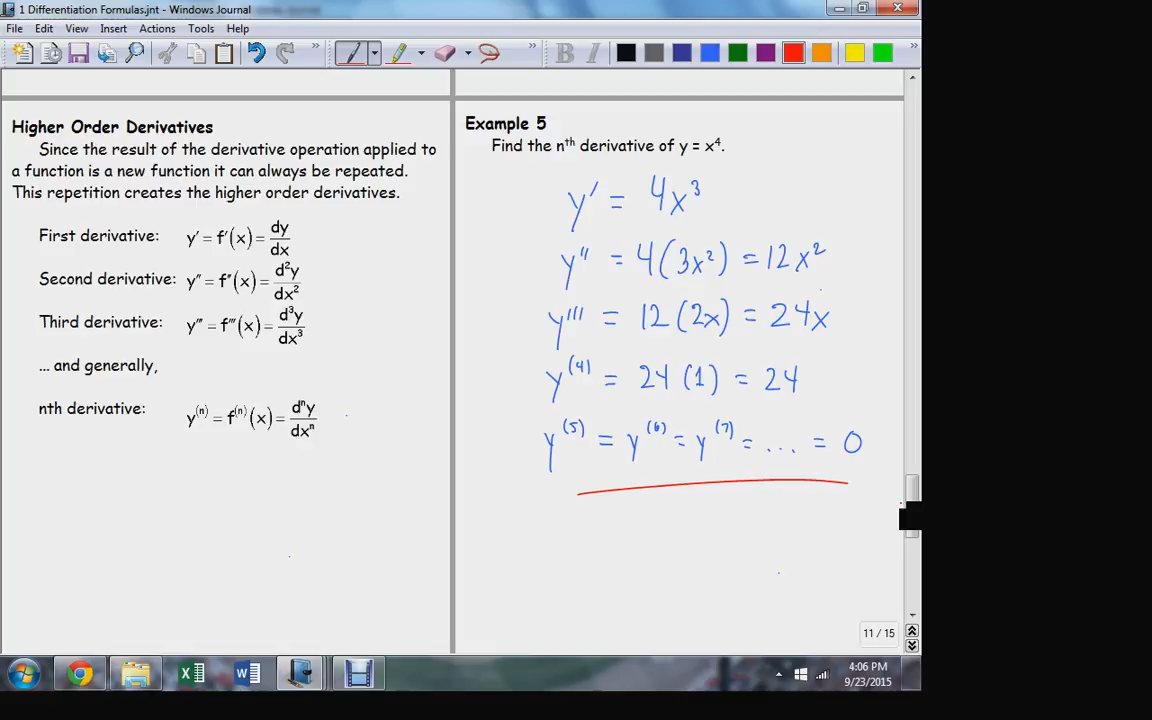 1 Differentiation Formulas.jnt - Windows Journal
File Edit View Insert Actions Tools Help
B I
Higher Order Derivatives
Since the result of the derivative operation applied to
a function is a new function it can always be repeated.
This repetition creates the higher order derivatives.
First derivative: y′ = f′(x) = dy/dx
Second derivative: y″ = f″(x) = d²y/dx²
Third derivative: y‴ = f‴(x) = d³y/dx³
... and generally,
nth derivative: y⁽ⁿ⁾ = f⁽ⁿ⁾(x) = dⁿy/dxⁿ
Example 5
Find the nᵗʰ derivative of y = x⁴.
y′ = 4x³
y″ = 4(3x²) = 12x²
y‴ = 12(2x) = 24x
y⁽⁴⁾ = 24(1) = 24
y⁽⁵⁾ = y⁽⁶⁾ = y⁽⁷⁾ = ... = 0
11 / 15
4:06 PM
9/23/2015